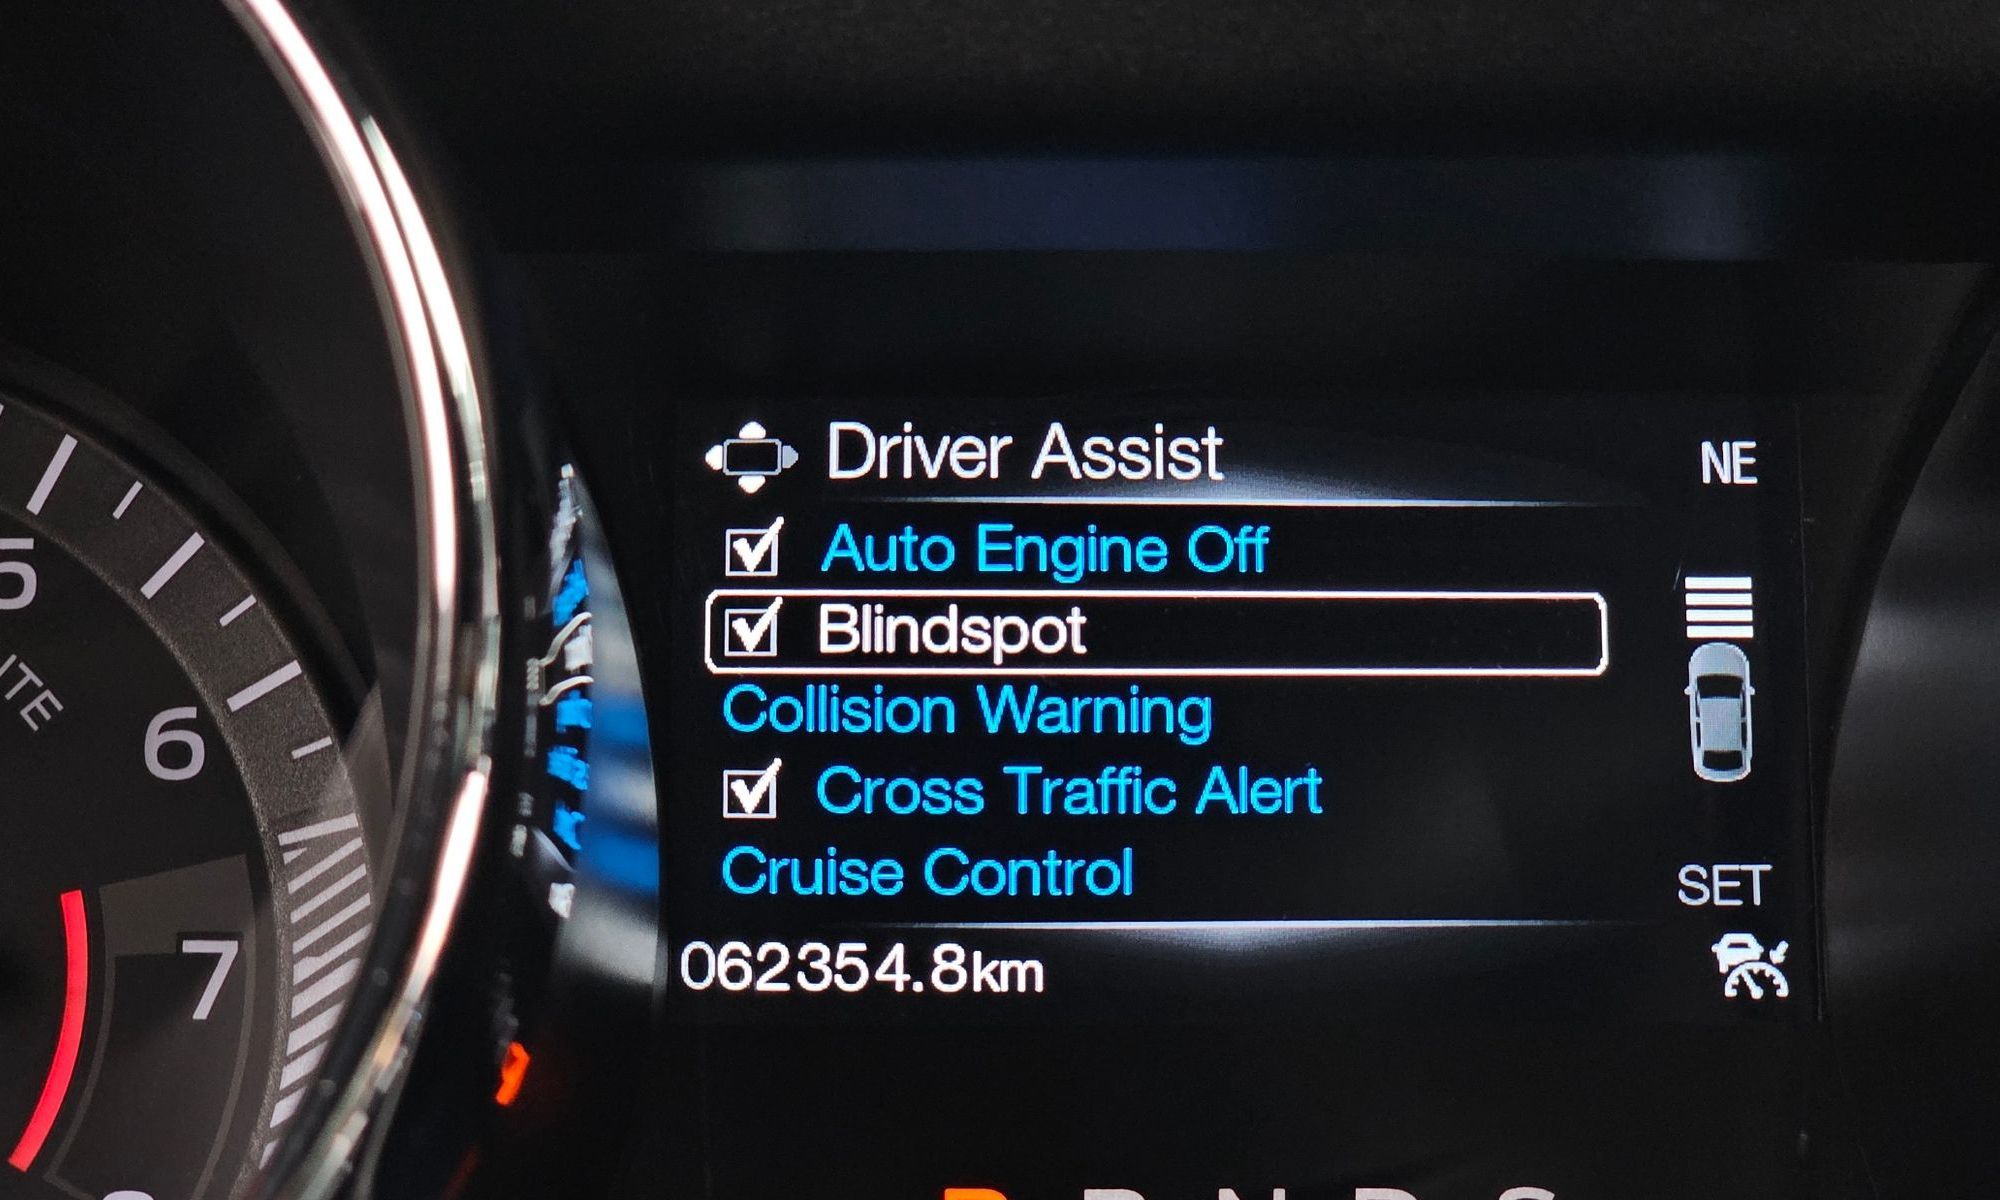 Driver Assist
NE
Auto Engine Off
Blindspot
Collision Warning
Cross Traffic Alert
Cruise Control
SET
062354.8km
5
6
7